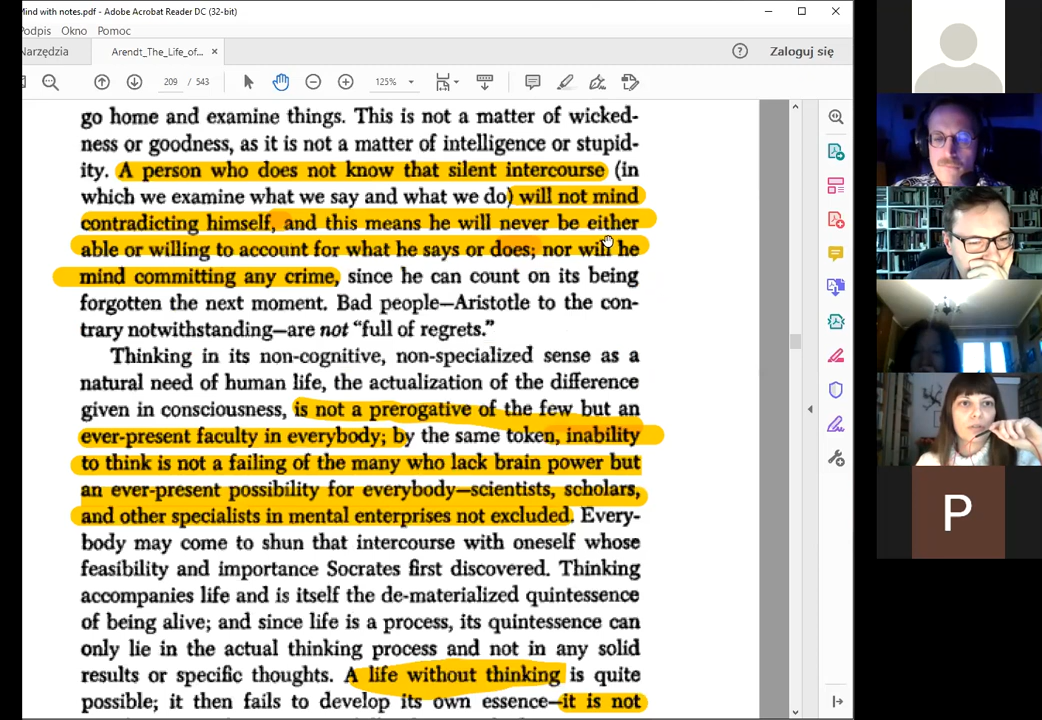 Mind with notes.pdf - Adobe Acrobat Reader DC (32-bit)
Podpis Okno Pomoc
Narzędzia Arendt_The_Life_of... × Zaloguj się
209 / 543 125%
go home and examine things. This is not a matter of wicked-
ness or goodness, as it is not a matter of intelligence or stupid-
ity. A person who does not know that silent intercourse (in
which we examine what we say and what we do) will not mind
contradicting himself, and this means he will never be either
able or willing to account for what he says or does; nor will he
mind committing any crime, since he can count on its being
forgotten the next moment. Bad people—Aristotle to the con-
trary notwithstanding—are not "full of regrets."
Thinking in its non-cognitive, non-specialized sense as a
natural need of human life, the actualization of the difference
given in consciousness, is not a prerogative of the few but an
ever-present faculty in everybody; by the same token, inability
to think is not a failing of the many who lack brain power but
an ever-present possibility for everybody—scientists, scholars,
and other specialists in mental enterprises not excluded. Every-
body may come to shun that intercourse with oneself whose
feasibility and importance Socrates first discovered. Thinking
accompanies life and is itself the de-materialized quintessence
of being alive; and since life is a process, its quintessence can
only lie in the actual thinking process and not in any solid
results or specific thoughts. A life without thinking is quite
possible; it then fails to develop its own essence—it is not
P